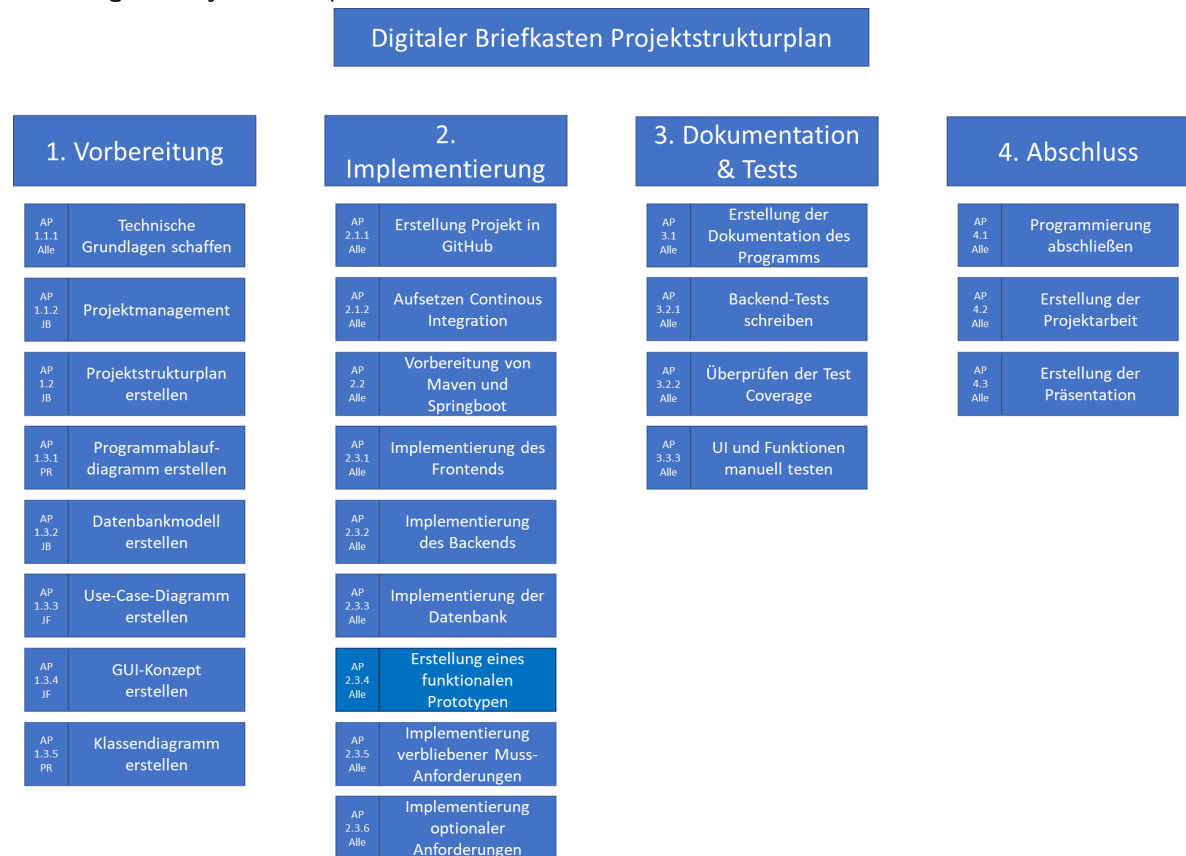 Digitaler Briefkasten Projektstrukturplan
1. Vorbereitung
AP
1.1.1
Alle
Technische
Grundlagen schaffen
AP
1.1.2
JB
Projektmanagement
AP
1.2
JB
Projektstrukturplan
erstellen
AP
1.3.1
PR
Programmablauf-
diagramm erstellen
AP
1.3.2
JB
Datenbankmodell
erstellen
AP
1.3.3
JF
Use-Case-Diagramm
erstellen
AP
1.3.4
JF
GUI-Konzept
erstellen
AP
1.3.5
PR
Klassendiagramm
erstellen
2.
Implementierung
AP
2.1.1
Alle
Erstellung Projekt in
GitHub
AP
2.1.2
Alle
Aufsetzen Continous
Integration
AP
2.2
Alle
Vorbereitung von
Maven und
Springboot
AP
2.3.1
Alle
Implementierung des
Frontends
AP
2.3.2
Alle
Implementierung
des Backends
AP
2.3.3
Alle
Implementierung der
Datenbank
AP
2.3.4
Alle
Erstellung eines
funktionalen
Prototypen
AP
2.3.5
Alle
Implementierung
verbliebener Muss-
Anforderungen
AP
2.3.6
Alle
Implementierung
optionaler
Anforderungen
3. Dokumentation
& Tests
AP
3.1
Alle
Erstellung der
Dokumentation des
Programms
AP
3.2.1
Alle
Backend-Tests
schreiben
AP
3.2.2
Alle
Überprüfen der Test
Coverage
AP
3.3.3
Alle
UI und Funktionen
manuell testen
4. Abschluss
AP
4.1
Alle
Programmierung
abschließen
AP
4.2
Alle
Erstellung der
Projektarbeit
AP
4.3
Alle
Erstellung der
Präsentation